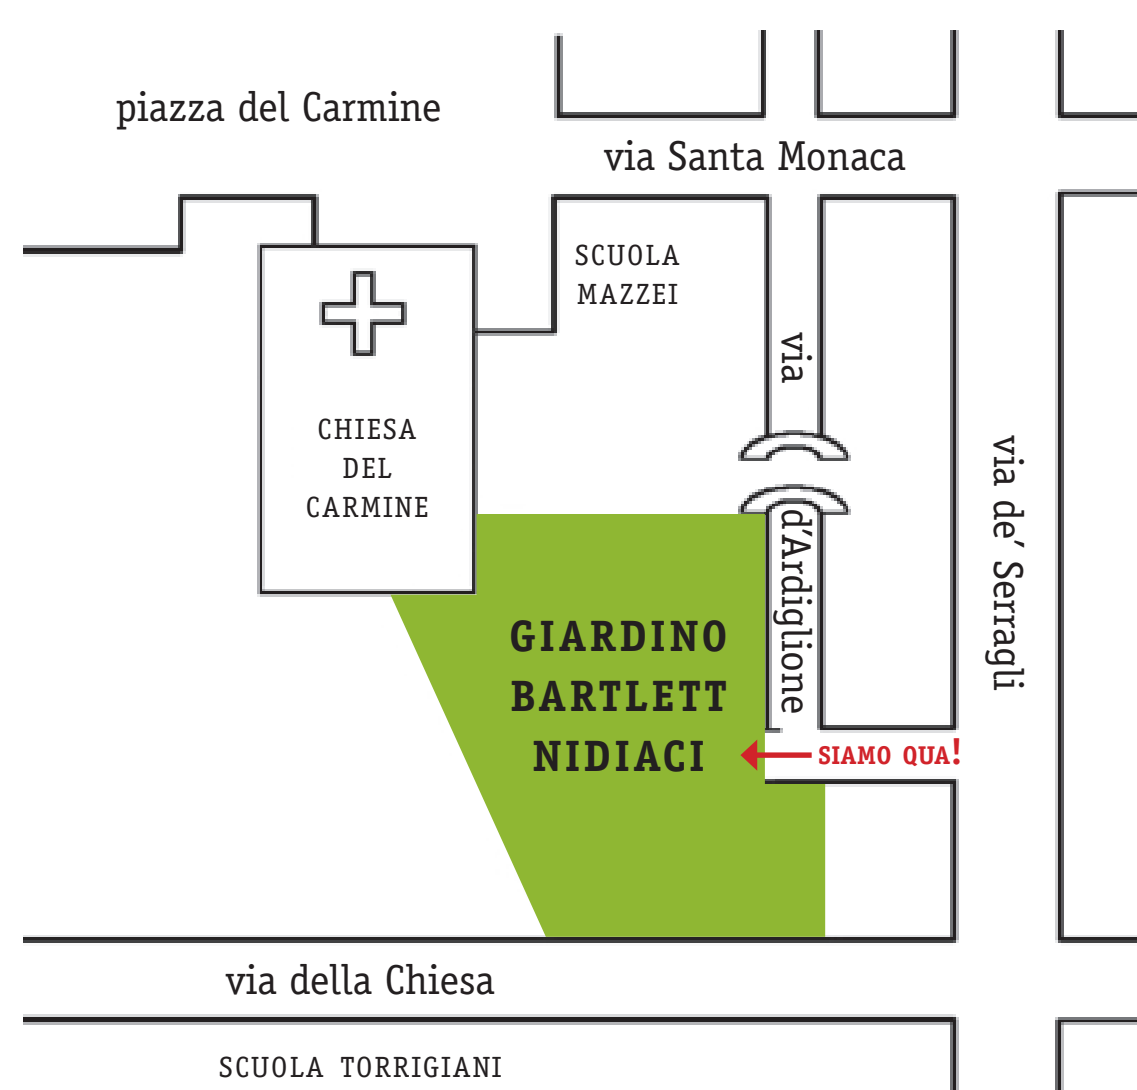 piazza del Carmine
via Santa Monaca
SCUOLA
MAZZEI
via
CHIESA
DEL
CARMINE
via de’ Serragli
d’Ardiglione
GIARDINO
BARTLETT
NIDIACI
SIAMO QUA!
via della Chiesa
SCUOLA TORRIGIANI